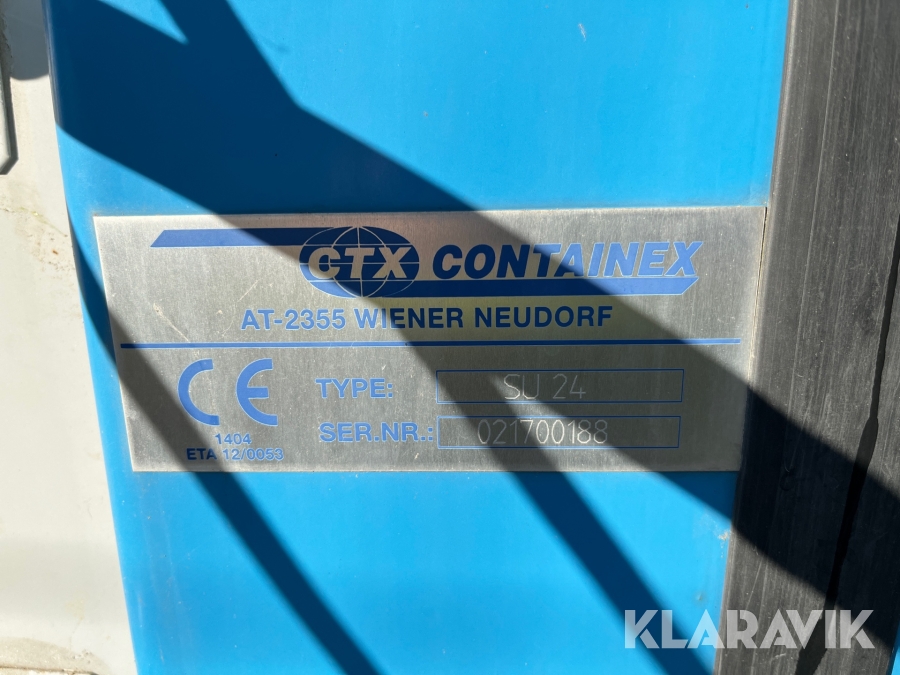 CTX CONTAINEX
AT-2355 WIENER NEUDORF
CE
TYPE: SU 24
1404
SER.NR.: 021700188
ETA 12/0053
KLARAVIK